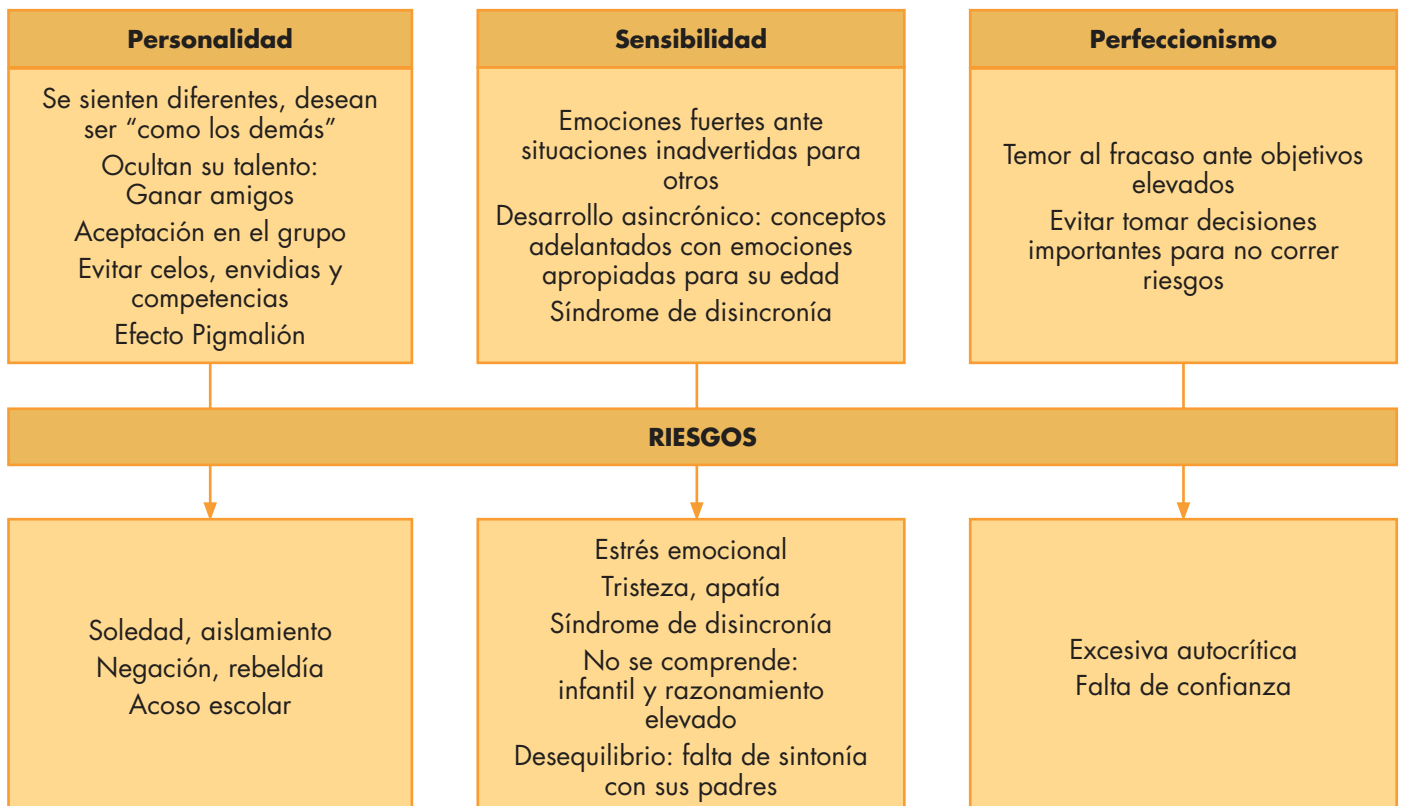 Personalidad
Se sienten diferentes, desean
ser “como los demás”
Ocultan su talento:
Ganar amigos
Aceptación en el grupo
Evitar celos, envidias y
competencias
Efecto Pigmalión
Sensibilidad
Emociones fuertes ante
situaciones inadvertidas para
otros
Desarrollo asincrónico: conceptos
adelantados con emociones
apropiadas para su edad
Síndrome de disincronía
Perfeccionismo
Temor al fracaso ante objetivos
elevados
Evitar tomar decisiones
importantes para no correr
riesgos
RIESGOS
Soledad, aislamiento
Negación, rebeldía
Acoso escolar
Estrés emocional
Tristeza, apatía
Síndrome de disincronía
No se comprende:
infantil y razonamiento
elevado
Desequilibrio: falta de sintonía
con sus padres
Excesiva autocrítica
Falta de confianza